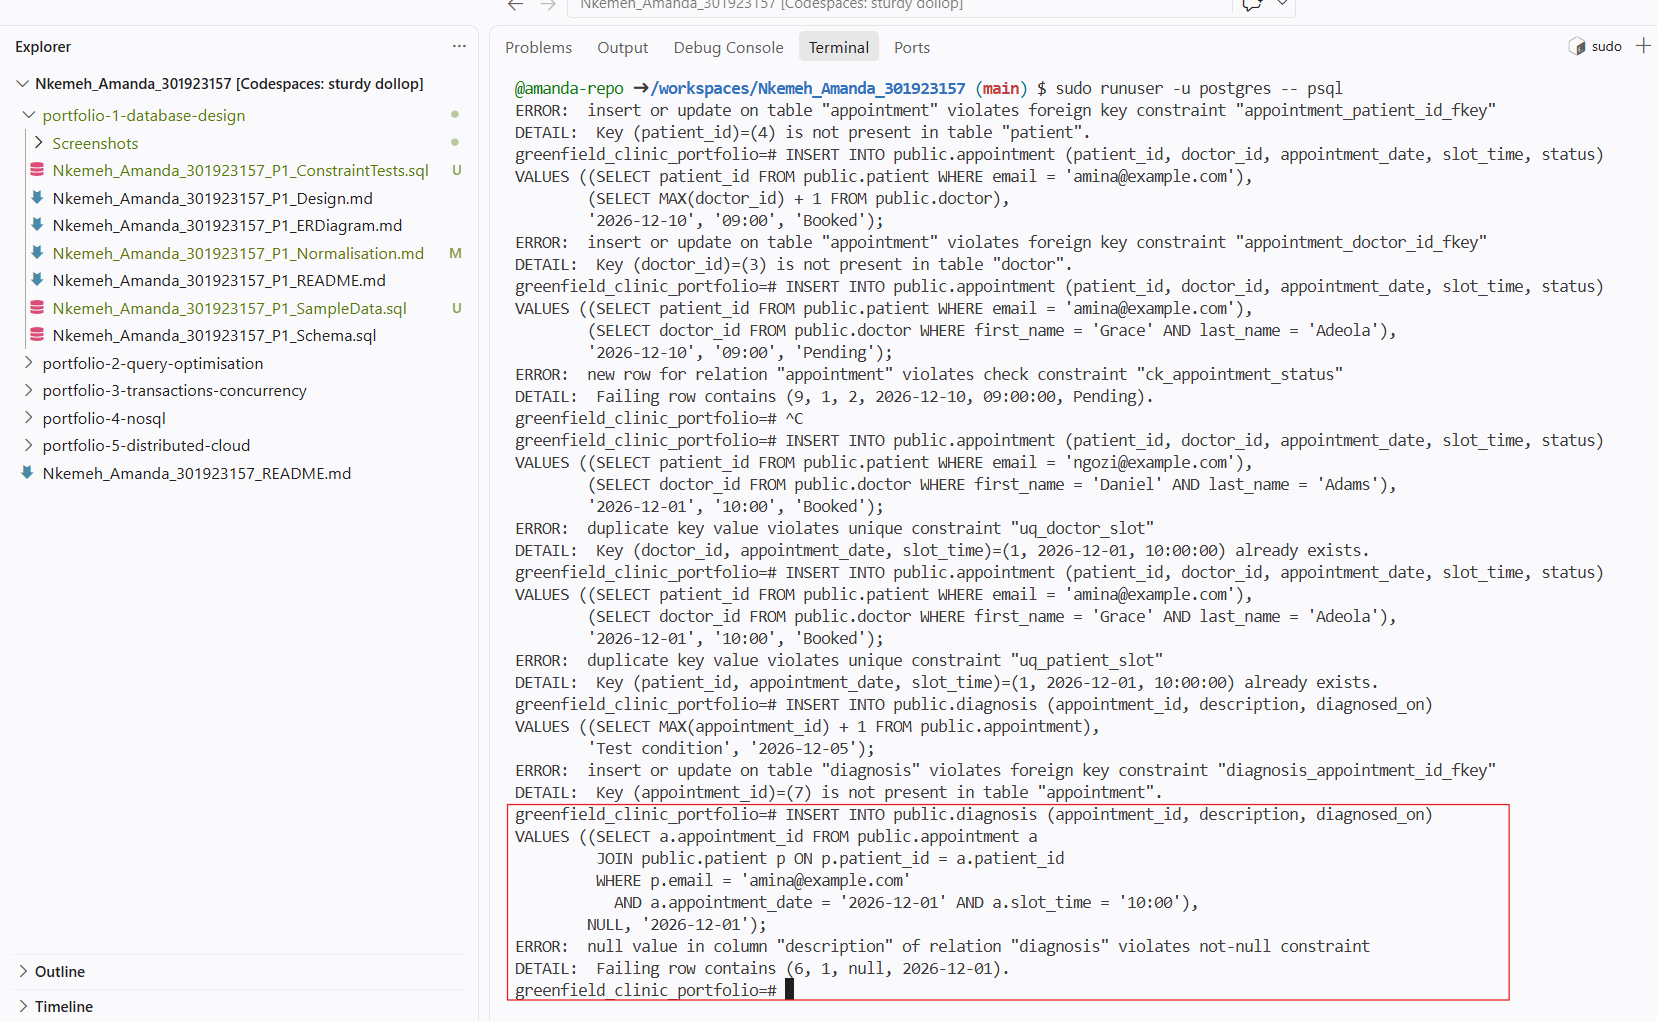 Nkemeh_Amanda_301923157 [Codespaces: sturdy dollop]
Explorer
Nkemeh_Amanda_301923157 [Codespaces: sturdy dollop]
portfolio-1-database-design
Screenshots
Nkemeh_Amanda_301923157_P1_ConstraintTests.sql U
Nkemeh_Amanda_301923157_P1_Design.md
Nkemeh_Amanda_301923157_P1_ERDiagram.md
Nkemeh_Amanda_301923157_P1_Normalisation.md M
Nkemeh_Amanda_301923157_P1_README.md
Nkemeh_Amanda_301923157_P1_SampleData.sql U
Nkemeh_Amanda_301923157_P1_Schema.sql
portfolio-2-query-optimisation
portfolio-3-transactions-concurrency
portfolio-4-nosql
portfolio-5-distributed-cloud
Nkemeh_Amanda_301923157_README.md
Outline
Timeline
Problems Output Debug Console Terminal Ports sudo
@amanda-repo →/workspaces/Nkemeh_Amanda_301923157 (main) $ sudo runuser -u postgres -- psql
ERROR:  insert or update on table "appointment" violates foreign key constraint "appointment_patient_id_fkey"
DETAIL:  Key (patient_id)=(4) is not present in table "patient".
greenfield_clinic_portfolio=# INSERT INTO public.appointment (patient_id, doctor_id, appointment_date, slot_time, status)
VALUES ((SELECT patient_id FROM public.patient WHERE email = 'amina@example.com'),
        (SELECT MAX(doctor_id) + 1 FROM public.doctor),
        '2026-12-10', '09:00', 'Booked');
ERROR:  insert or update on table "appointment" violates foreign key constraint "appointment_doctor_id_fkey"
DETAIL:  Key (doctor_id)=(3) is not present in table "doctor".
greenfield_clinic_portfolio=# INSERT INTO public.appointment (patient_id, doctor_id, appointment_date, slot_time, status)
VALUES ((SELECT patient_id FROM public.patient WHERE email = 'amina@example.com'),
        (SELECT doctor_id FROM public.doctor WHERE first_name = 'Grace' AND last_name = 'Adeola'),
        '2026-12-10', '09:00', 'Pending');
ERROR:  new row for relation "appointment" violates check constraint "ck_appointment_status"
DETAIL:  Failing row contains (9, 1, 2, 2026-12-10, 09:00:00, Pending).
greenfield_clinic_portfolio=# ^C
greenfield_clinic_portfolio=# INSERT INTO public.appointment (patient_id, doctor_id, appointment_date, slot_time, status)
VALUES ((SELECT patient_id FROM public.patient WHERE email = 'ngozi@example.com'),
        (SELECT doctor_id FROM public.doctor WHERE first_name = 'Daniel' AND last_name = 'Adams'),
        '2026-12-01', '10:00', 'Booked');
ERROR:  duplicate key value violates unique constraint "uq_doctor_slot"
DETAIL:  Key (doctor_id, appointment_date, slot_time)=(1, 2026-12-01, 10:00:00) already exists.
greenfield_clinic_portfolio=# INSERT INTO public.appointment (patient_id, doctor_id, appointment_date, slot_time, status)
VALUES ((SELECT patient_id FROM public.patient WHERE email = 'amina@example.com'),
        (SELECT doctor_id FROM public.doctor WHERE first_name = 'Grace' AND last_name = 'Adeola'),
        '2026-12-01', '10:00', 'Booked');
ERROR:  duplicate key value violates unique constraint "uq_patient_slot"
DETAIL:  Key (patient_id, appointment_date, slot_time)=(1, 2026-12-01, 10:00:00) already exists.
greenfield_clinic_portfolio=# INSERT INTO public.diagnosis (appointment_id, description, diagnosed_on)
VALUES ((SELECT MAX(appointment_id) + 1 FROM public.appointment),
        'Test condition', '2026-12-05');
ERROR:  insert or update on table "diagnosis" violates foreign key constraint "diagnosis_appointment_id_fkey"
DETAIL:  Key (appointment_id)=(7) is not present in table "appointment".
greenfield_clinic_portfolio=# INSERT INTO public.diagnosis (appointment_id, description, diagnosed_on)
VALUES ((SELECT a.appointment_id FROM public.appointment a
         JOIN public.patient p ON p.patient_id = a.patient_id
         WHERE p.email = 'amina@example.com'
           AND a.appointment_date = '2026-12-01' AND a.slot_time = '10:00'),
        NULL, '2026-12-01');
ERROR:  null value in column "description" of relation "diagnosis" violates not-null constraint
DETAIL:  Failing row contains (6, 1, null, 2026-12-01).
greenfield_clinic_portfolio=#